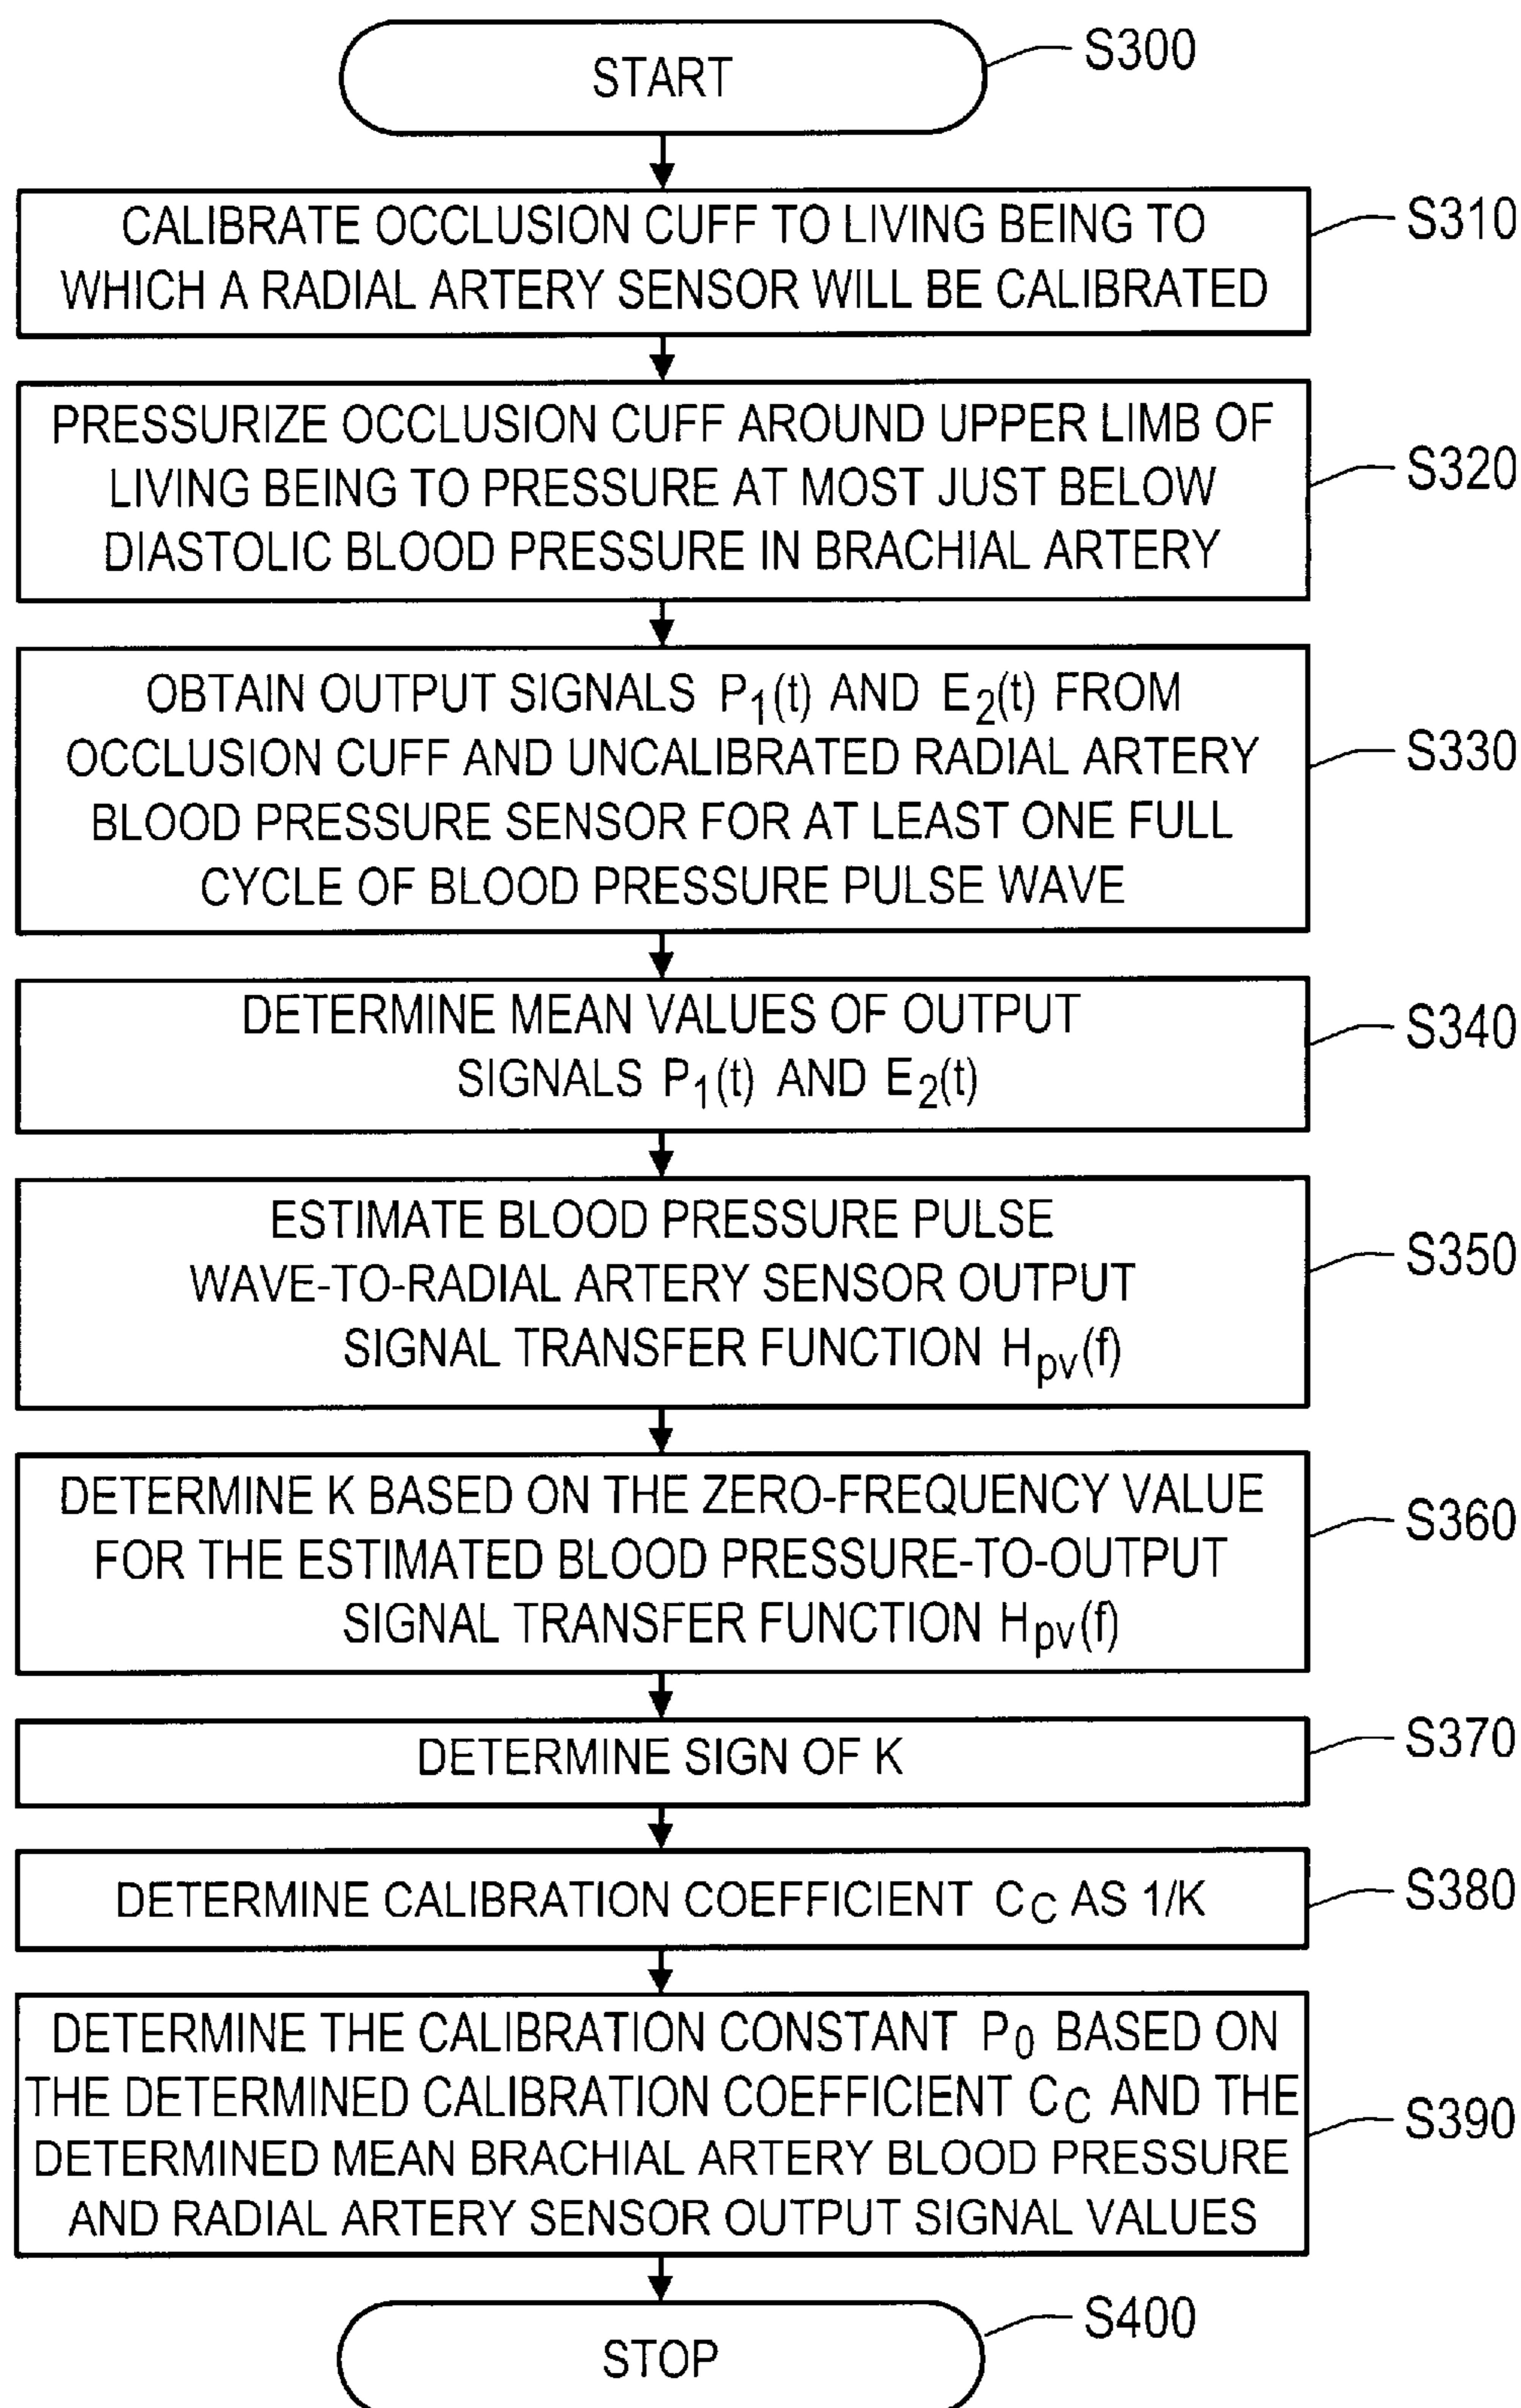 START
S300
CALIBRATE OCCLUSION CUFF TO LIVING BEING TO
WHICH A RADIAL ARTERY SENSOR WILL BE CALIBRATED
S310
PRESSURIZE OCCLUSION CUFF AROUND UPPER LIMB OF
LIVING BEING TO PRESSURE AT MOST JUST BELOW
DIASTOLIC BLOOD PRESSURE IN BRACHIAL ARTERY
S320
OBTAIN OUTPUT SIGNALS P1(t) AND E2(t) FROM
OCCLUSION CUFF AND UNCALIBRATED RADIAL ARTERY
BLOOD PRESSURE SENSOR FOR AT LEAST ONE FULL
CYCLE OF BLOOD PRESSURE PULSE WAVE
S330
DETERMINE MEAN VALUES OF OUTPUT
SIGNALS P1(t) AND E2(t)
S340
ESTIMATE BLOOD PRESSURE PULSE
WAVE-TO-RADIAL ARTERY SENSOR OUTPUT
SIGNAL TRANSFER FUNCTION Hpv(f)
S350
DETERMINE K BASED ON THE ZERO-FREQUENCY VALUE
FOR THE ESTIMATED BLOOD PRESSURE-TO-OUTPUT
SIGNAL TRANSFER FUNCTION Hpv(f)
S360
DETERMINE SIGN OF K
S370
DETERMINE CALIBRATION COEFFICIENT CC AS 1/K
S380
DETERMINE THE CALIBRATION CONSTANT P0 BASED ON
THE DETERMINED CALIBRATION COEFFICIENT CC AND THE
DETERMINED MEAN BRACHIAL ARTERY BLOOD PRESSURE
AND RADIAL ARTERY SENSOR OUTPUT SIGNAL VALUES
S390
STOP
S400